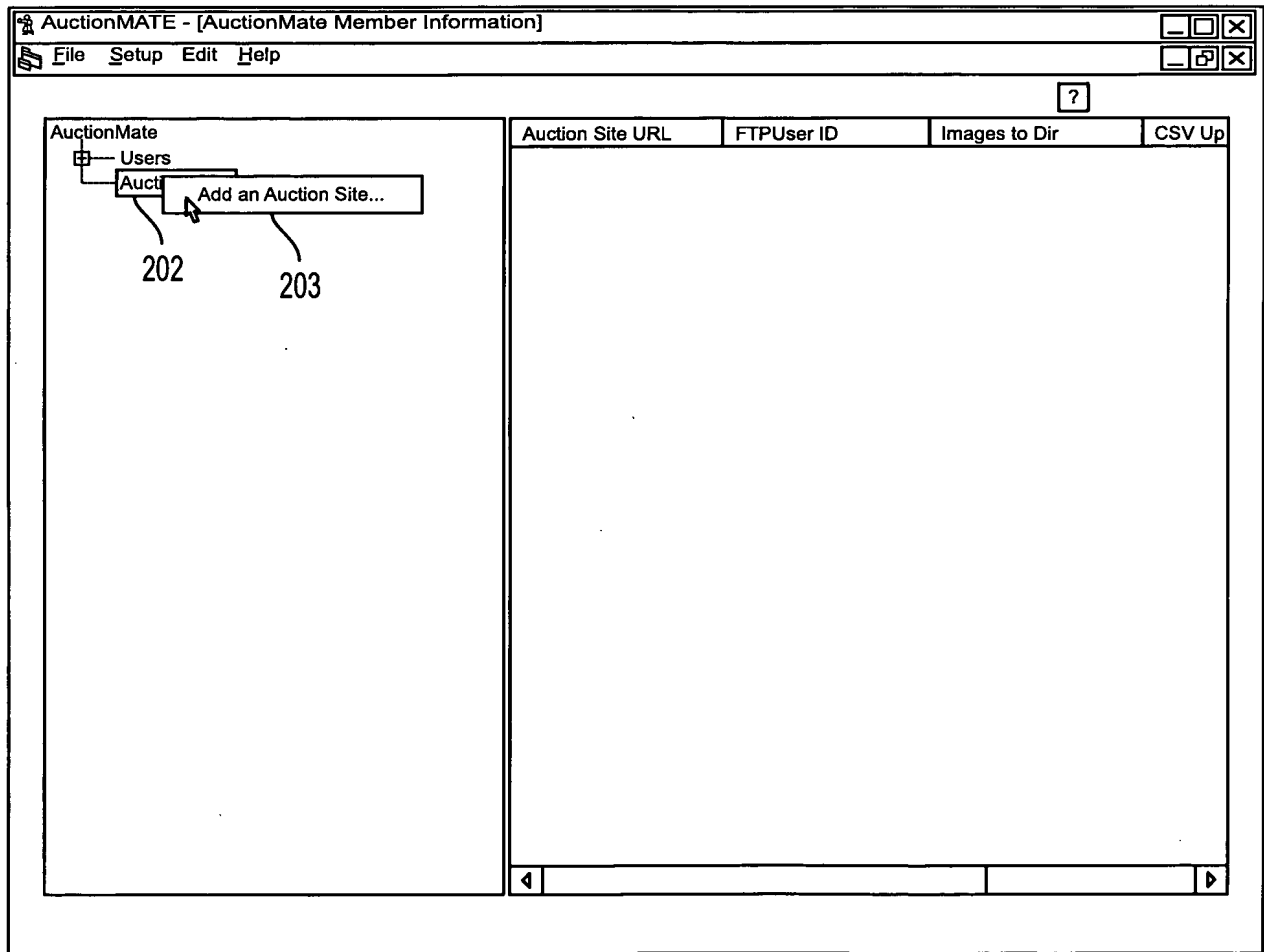 AuctionMATE - [AuctionMate Member Information]
File Setup Edit Help
?
AuctionMate
Users
Aucti
Add an Auction Site...
202
203
Auction Site URL FTPUser ID Images to Dir CSV Up